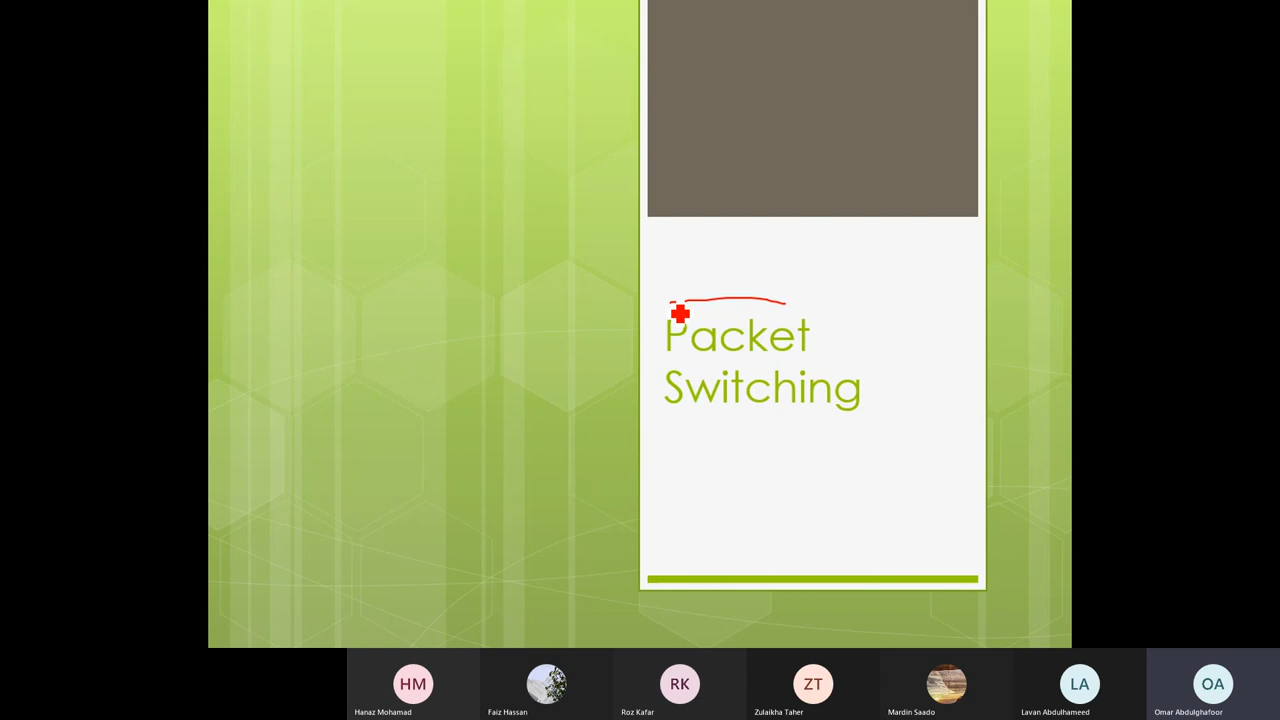 Packet
Switching
HM
RK
ZT
LA
OA
Hanaz Mohamad
Faiz Hassan
Roz Kafar
Zulaikha Taher
Mardin Saado
Lavan Abdulhameed
Omar Abdulghafoor